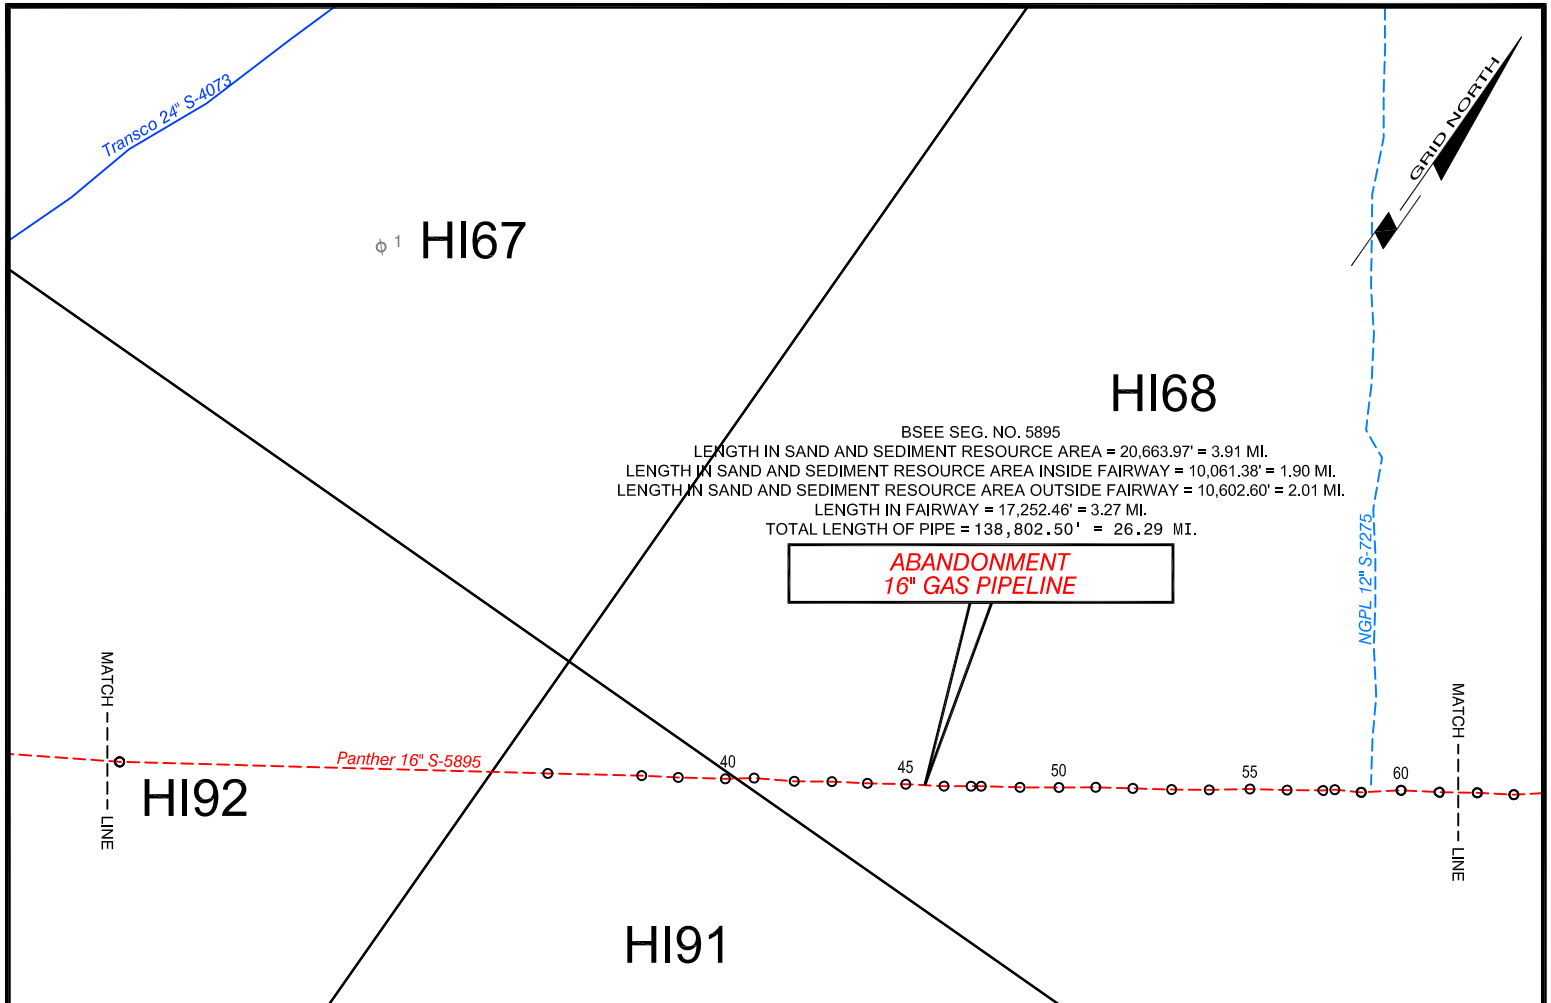 Transco 24" S-4073
GRID NORTH
1
HI67
HI68
BSEE SEG. NO. 5895
LENGTH IN SAND AND SEDIMENT RESOURCE AREA = 20,663.97' = 3.91 MI.
LENGTH IN SAND AND SEDIMENT RESOURCE AREA INSIDE FAIRWAY = 10,061.38' = 1.90 MI.
LENGTH IN SAND AND SEDIMENT RESOURCE AREA OUTSIDE FAIRWAY = 10,602.60' = 2.01 MI.
LENGTH IN FAIRWAY = 17,252.46' = 3.27 MI.
TOTAL LENGTH OF PIPE = 138,802.50' = 26.29 MI.
ABANDONMENT
16" GAS PIPELINE
NGPL 12" S-7275
MATCH LINE
Panther 16" S-5895
40
45
50
55
60
MATCH LINE
HI92
HI91